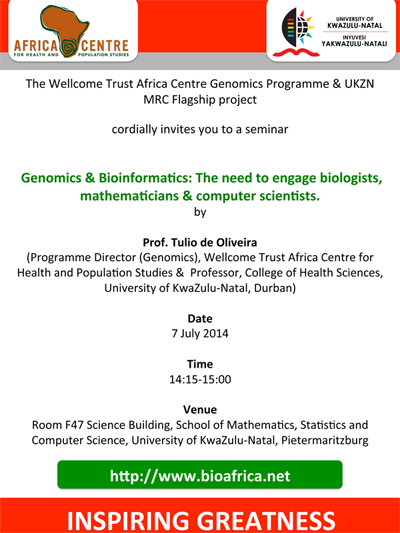 AFRICA CENTRE
FOR HEALTH AND POPULATION STUDIES
UNIVERSITY OF
KWAZULU-NATAL
INYUVESI
YAKWAZULU-NATALI
The Wellcome Trust Africa Centre Genomics Programme & UKZN
MRC Flagship project
cordially invites you to a seminar
Genomics & Bioinformatics: The need to engage biologists,
mathematicians & computer scientists.
by
Prof. Tulio de Oliveira
(Programme Director (Genomics), Wellcome Trust Africa Centre for
Health and Population Studies & Professor, College of Health Sciences,
University of KwaZulu-Natal, Durban)
Date
7 July 2014
Time
14:15-15:00
Venue
Room F47 Science Building, School of Mathematics, Statistics and
Computer Science, University of KwaZulu-Natal, Pietermaritzburg
http://www.bioafrica.net
INSPIRING GREATNESS